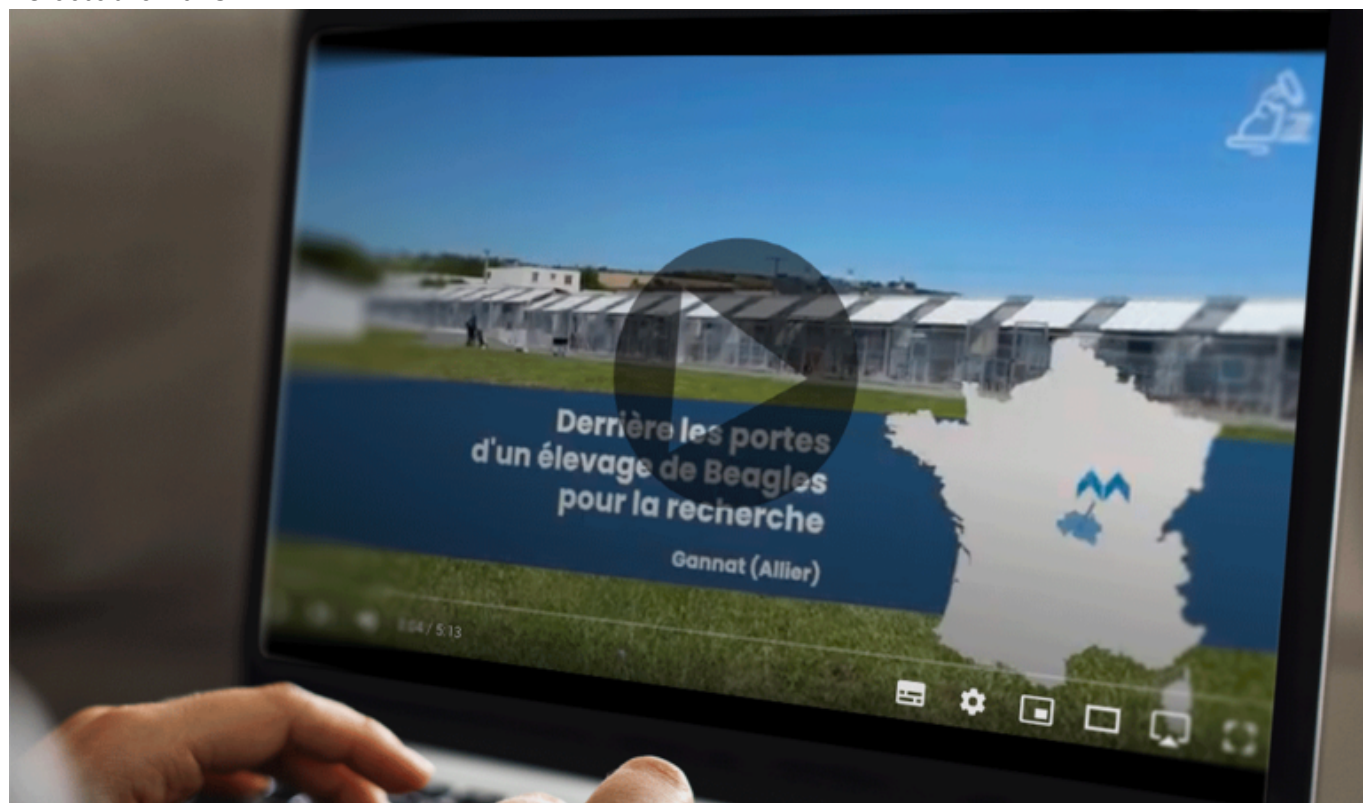 Derrière les portes
d'un élevage de Beagles
pour la recherche
Gannat (Allier)
/ 5:13